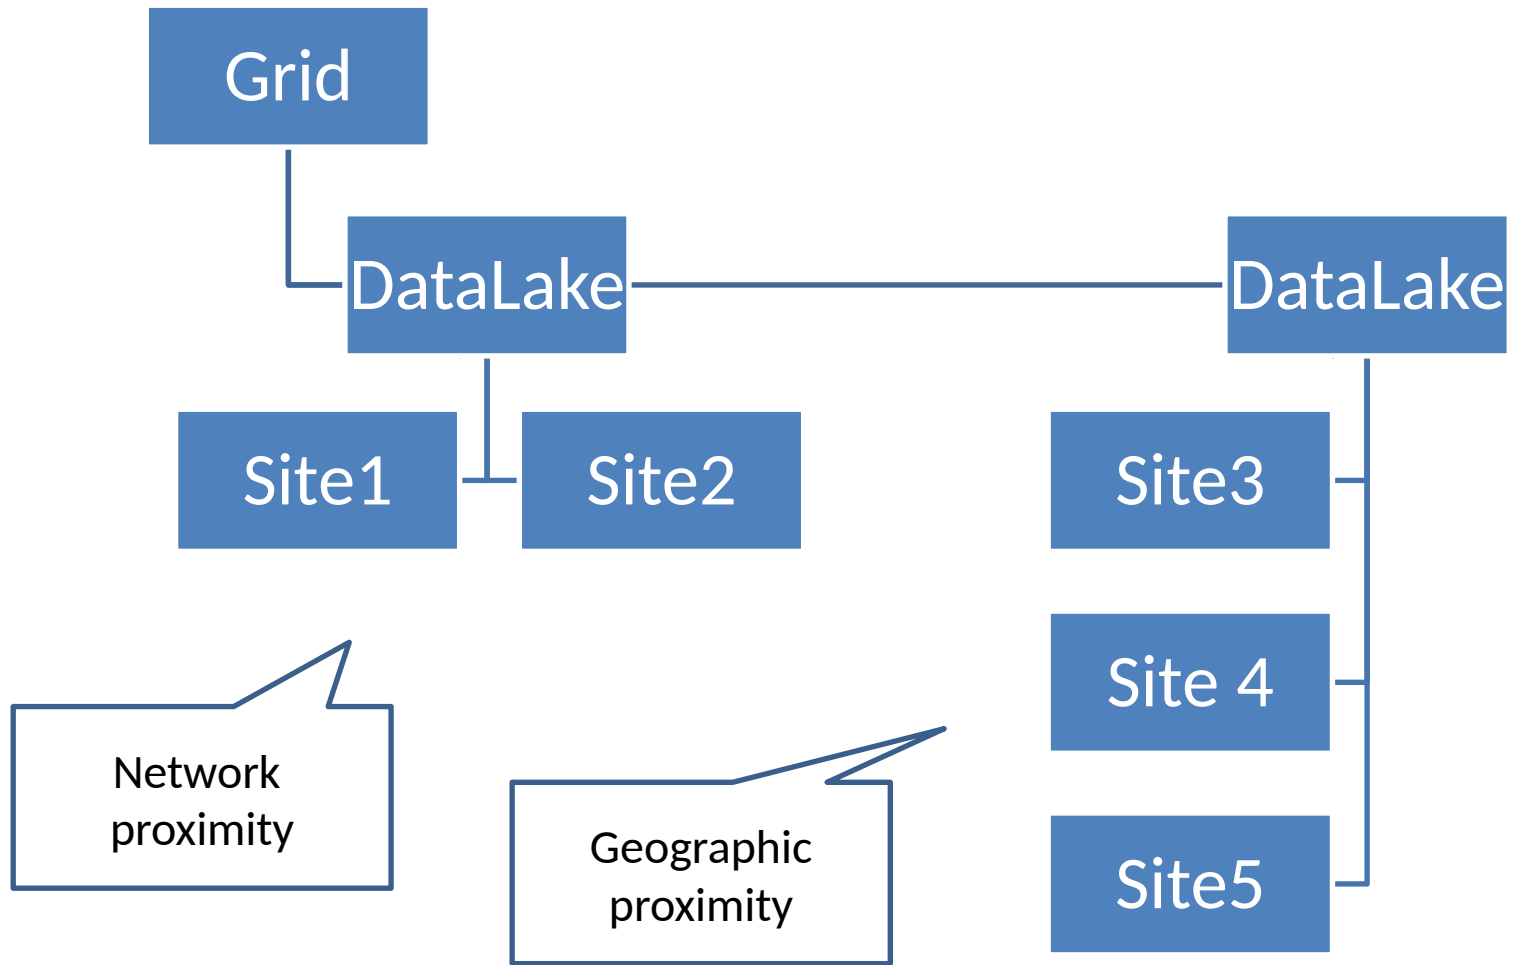 Grid
DataLake
DataLake
Site1
Site2
Site3
Site 4
Site5
Network
proximity
Geographic
proximity